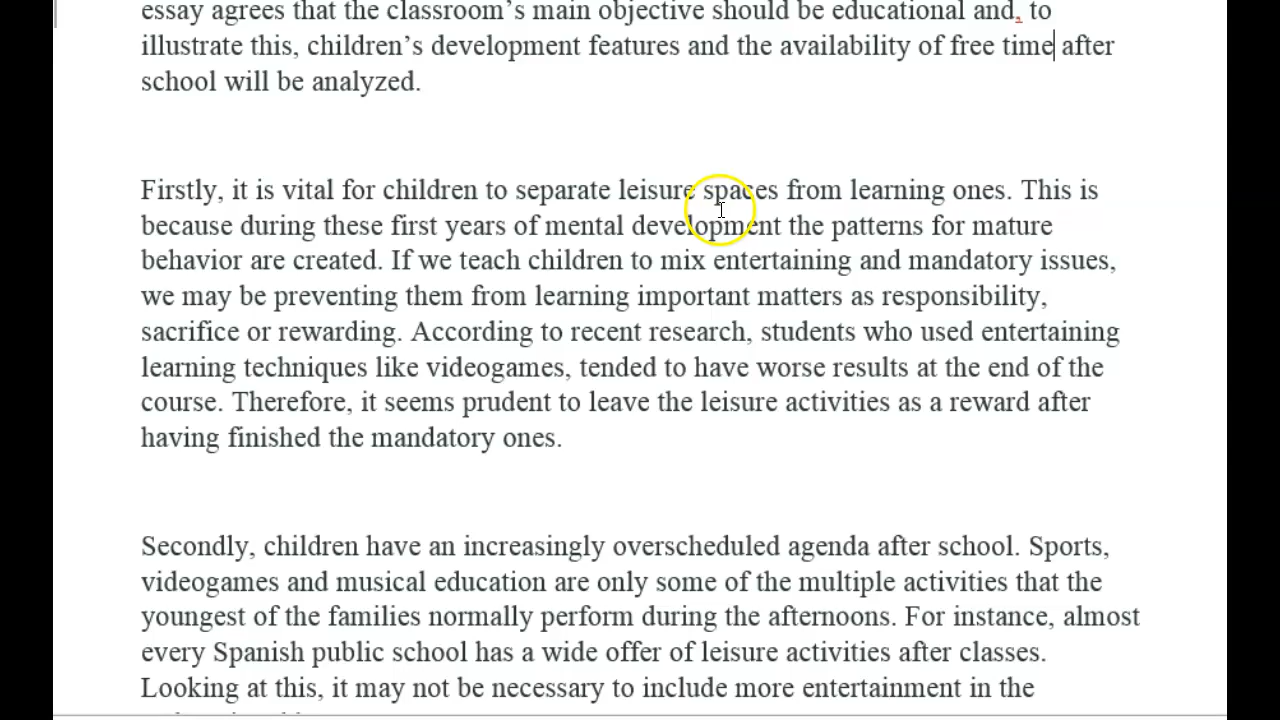 essay agrees that the classroom’s main objective should be educational and, to
illustrate this, children’s development features and the availability of free time after
school will be analyzed.
Firstly, it is vital for children to separate leisure spaces from learning ones. This is
because during these first years of mental development the patterns for mature
behavior are created. If we teach children to mix entertaining and mandatory issues,
we may be preventing them from learning important matters as responsibility,
sacrifice or rewarding. According to recent research, students who used entertaining
learning techniques like videogames, tended to have worse results at the end of the
course. Therefore, it seems prudent to leave the leisure activities as a reward after
having finished the mandatory ones.
Secondly, children have an increasingly overscheduled agenda after school. Sports,
videogames and musical education are only some of the multiple activities that the
youngest of the families normally perform during the afternoons. For instance, almost
every Spanish public school has a wide offer of leisure activities after classes.
Looking at this, it may not be necessary to include more entertainment in the